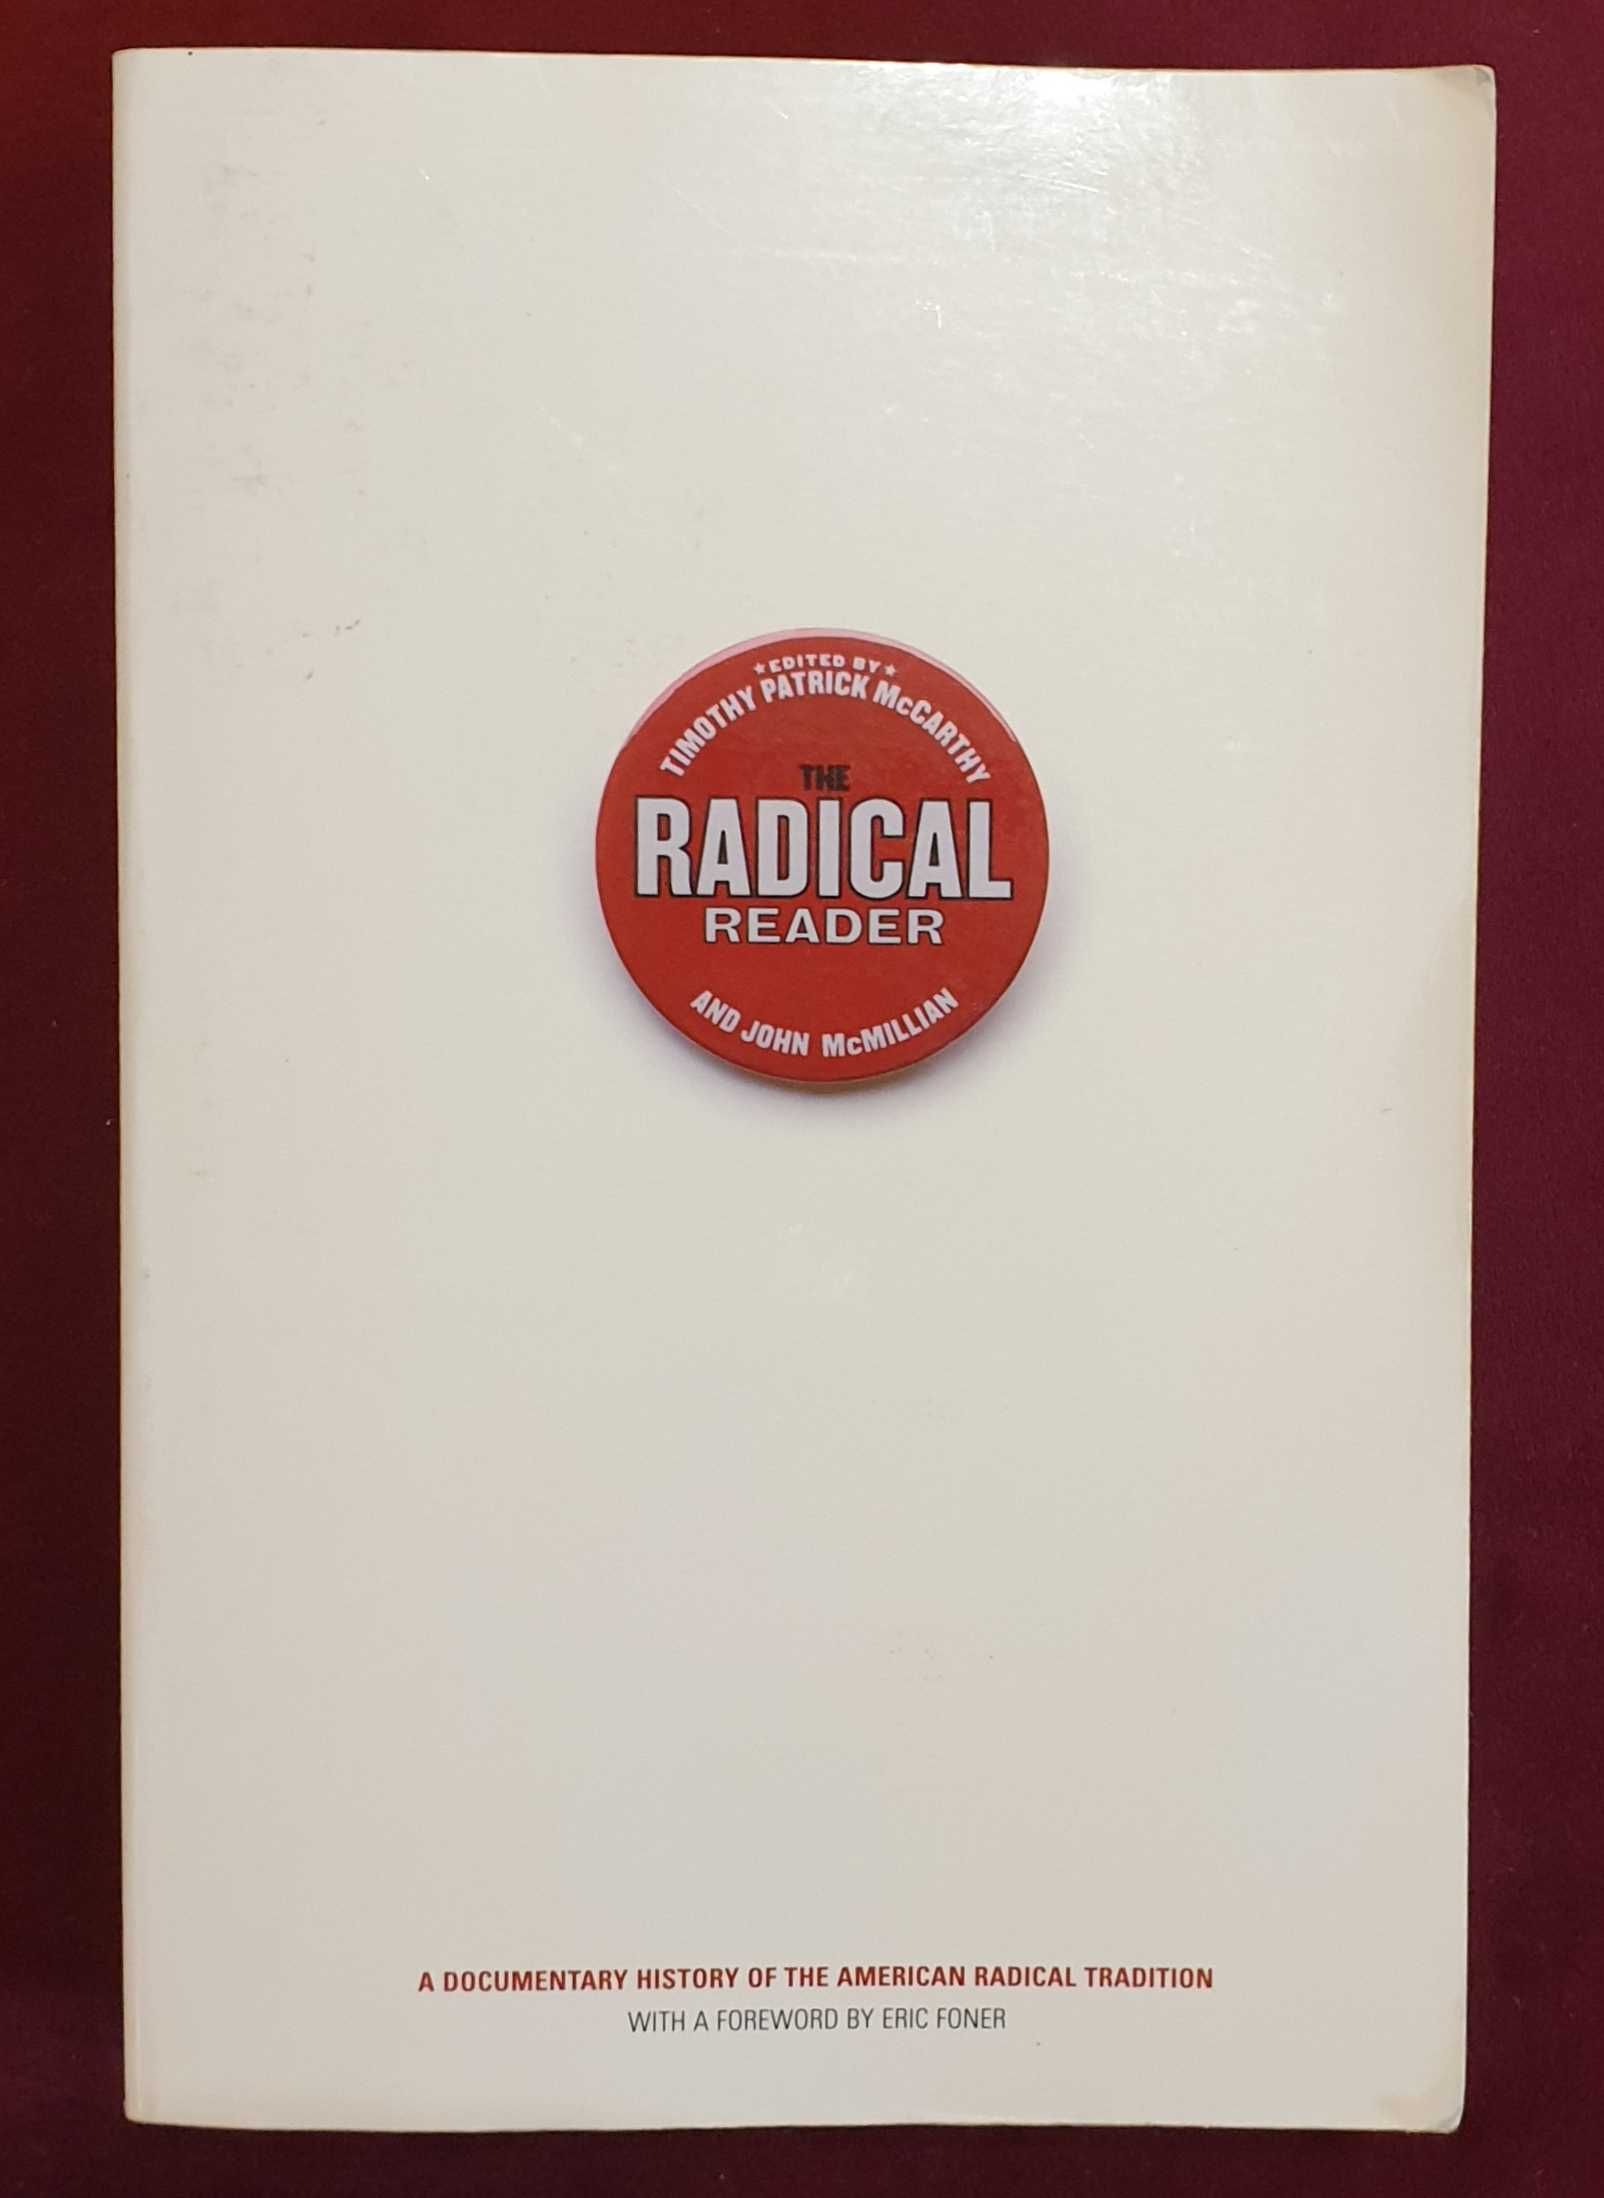 ★EDITED BY★
TIMOTHY PATRICK McCARTHY
THE
RADICAL
READER
AND JOHN McMILLIAN
A DOCUMENTARY HISTORY OF THE AMERICAN RADICAL TRADITION
WITH A FOREWORD BY ERIC FONER